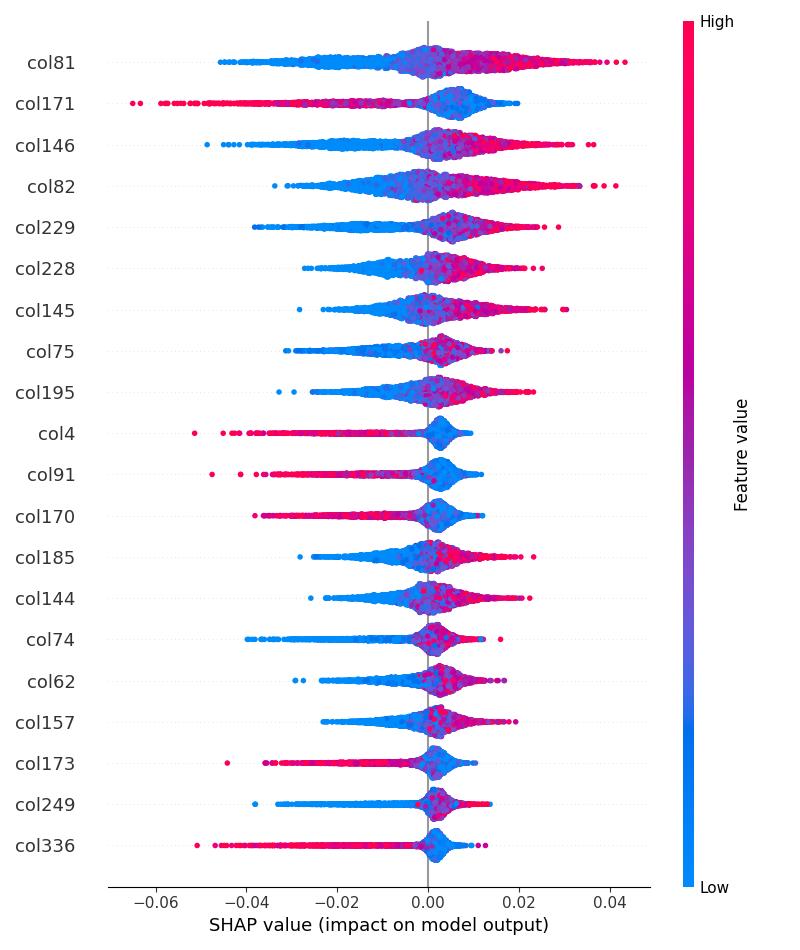 High
col81
col171
col146
col82
col229
col228
col145
col75
col195
col4
col91
col170
col185
col144
col74
col62
col157
col173
col249
col336
Feature value
Low
−0.06 −0.04 −0.02 0.00 0.02 0.04
SHAP value (impact on model output)